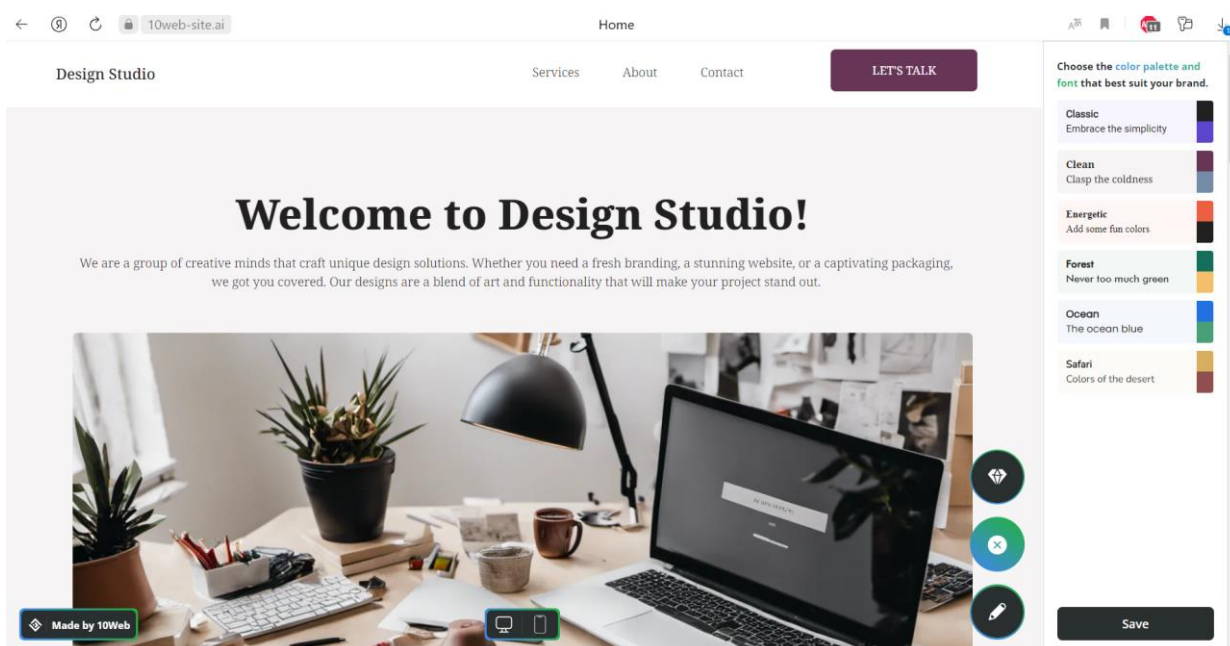 10web-site.ai
Home
11
Design Studio
Services
About
Contact
LET'S TALK
Welcome to Design Studio!
We are a group of creative minds that craft unique design solutions. Whether you need a fresh branding, a stunning website, or a captivating packaging,
we got you covered. Our designs are a blend of art and functionality that will make your project stand out.
Made by 10Web
Choose the color palette and
font that best suit your brand.
Classic
Embrace the simplicity
Clean
Clasp the coldness
Energetic
Add some fun colors
Forest
Never too much green
Ocean
The ocean blue
Safari
Colors of the desert
Save